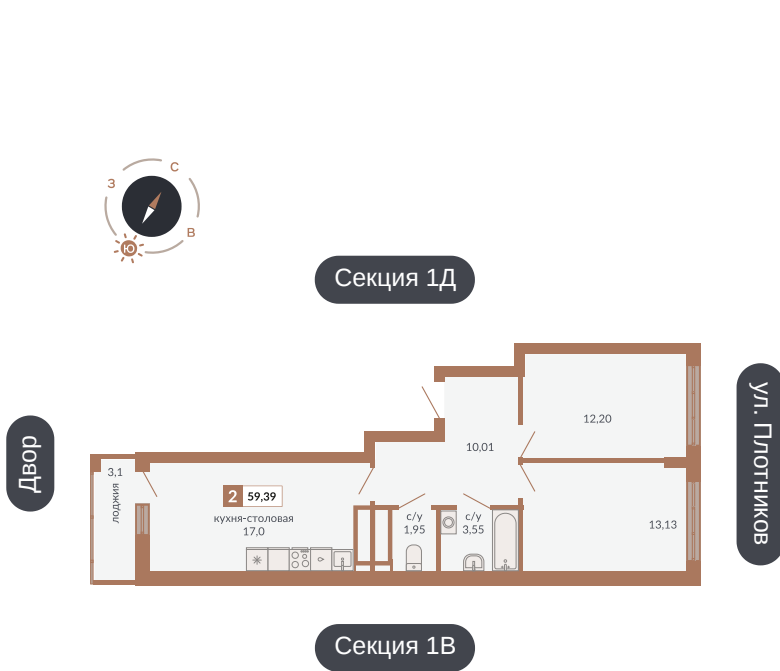 С
З
В
Ю
Секция 1Д
ул. Плотников
Двор
12,20
10,01
3,1
лоджия
2 59,39
кухня-столовая
17,0
с/у
1,95
с/у
3,55
13,13
Секция 1В